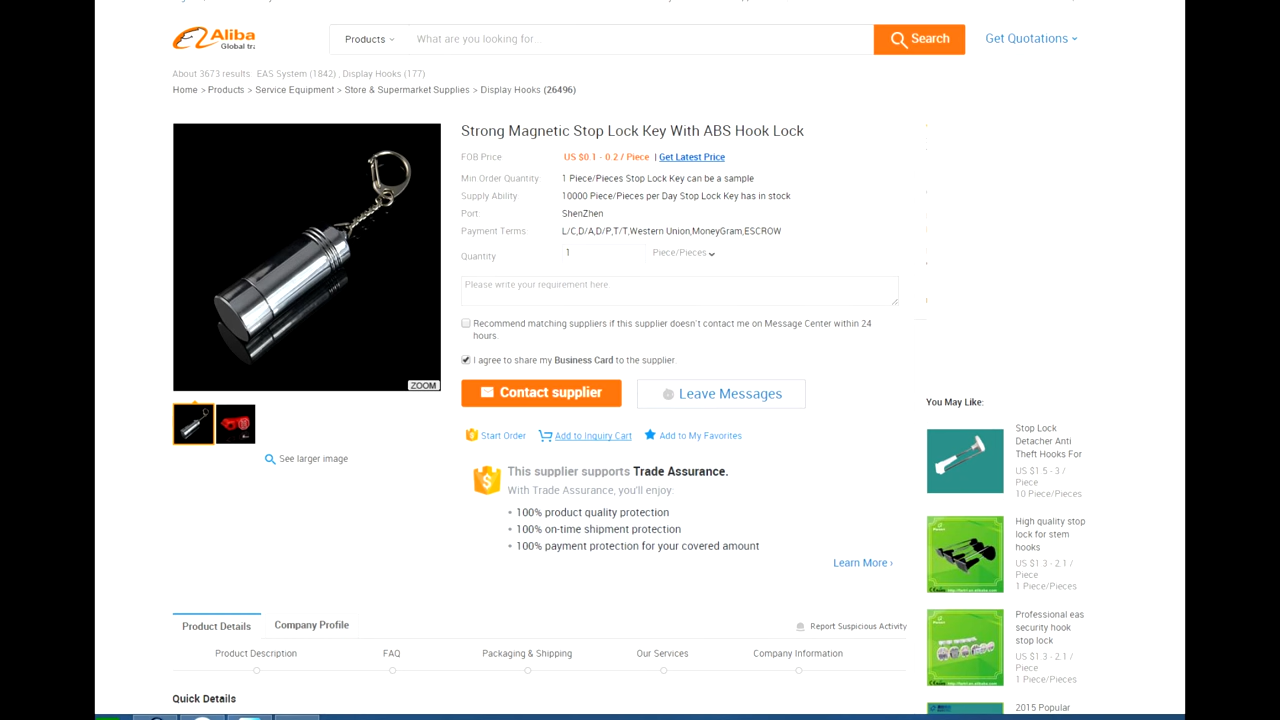 Aliba
Global tr
Products
What are you looking for...
Search
Get Quotations
About 3673 results: EAS System (1842) , Display Hooks (177)
Home > Products > Service Equipment > Store & Supermarket Supplies > Display Hooks (26496)
Strong Magnetic Stop Lock Key With ABS Hook Lock
FOB Price US $0.1 - 0.2 / Piece | Get Latest Price
Min Order Quantity: 1 Piece/Pieces Stop Lock Key can be a sample
Supply Ability 10000 Piece/Pieces per Day Stop Lock Key has in stock
Port: ShenZhen
Payment Terms: L/C,D/A,D/P,T/T,Western Union,MoneyGram,ESCROW
Quantity 1 Piece/Pieces
Please write your requirement here
Recommend matching suppliers if this supplier doesn't contact me on Message Center within 24
hours.
I agree to share my Business Card to the supplier.
ZOOM
Contact supplier
Leave Messages
See larger image
Start Order
Add to Inquiry Cart
Add to My Favorites
This supplier supports Trade Assurance.
With Trade Assurance, you'll enjoy:
• 100% product quality protection
• 100% on-time shipment protection
• 100% payment protection for your covered amount
Learn More ›
You May Like:
Stop Lock
Detacher Anti
Theft Hooks For
US $1.5 - 3 /
Piece
10 Piece/Pieces
High quality stop
lock for stem
hooks
US $1.3 - 2.1 /
Piece
1 Piece/Pieces
Professional eas
security hook
stop lock
US $1.3 - 2.1 /
Piece
1 Piece/Pieces
2015 Popular
Product Details
Company Profile
Report Suspicious Activity
Product Description
FAQ
Packaging & Shipping
Our Services
Company Information
Quick Details